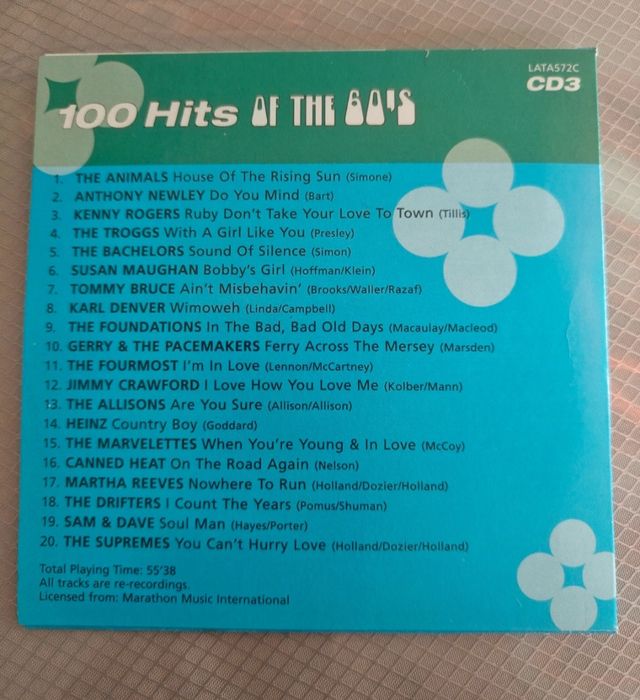 LATA572C
CD3
100 Hits OF THE 60'S
1. THE ANIMALS House Of The Rising Sun (Simone)
2. ANTHONY NEWLEY Do You Mind (Bart)
3. KENNY ROGERS Ruby Don't Take Your Love To Town (Tillis)
4. THE TROGGS With A Girl Like You (Presley)
5. THE BACHELORS Sound Of Silence (Simon)
6. SUSAN MAUGHAN Bobby's Girl (Hoffman/Klein)
7. TOMMY BRUCE Ain't Misbehavin' (Brooks/Waller/Razaf)
8. KARL DENVER Wimoweh (Linda/Campbell)
9. THE FOUNDATIONS In The Bad, Bad Old Days (Macaulay/Macleod)
10. GERRY & THE PACEMAKERS Ferry Across The Mersey (Marsden)
11. THE FOURMOST I'm In Love (Lennon/McCartney)
12. JIMMY CRAWFORD I Love How You Love Me (Kolber/Mann)
13. THE ALLISONS Are You Sure (Allison/Allison)
14. HEINZ Country Boy (Goddard)
15. THE MARVELETTES When You're Young & In Love (McCoy)
16. CANNED HEAT On The Road Again (Nelson)
17. MARTHA REEVES Nowhere To Run (Holland/Dozier/Holland)
18. THE DRIFTERS I Count The Years (Pomus/Shuman)
19. SAM & DAVE Soul Man (Hayes/Porter)
20. THE SUPREMES You Can't Hurry Love (Holland/Dozier/Holland)
Total Playing Time: 55'38
All tracks are re-recordings.
Licensed from: Marathon Music International